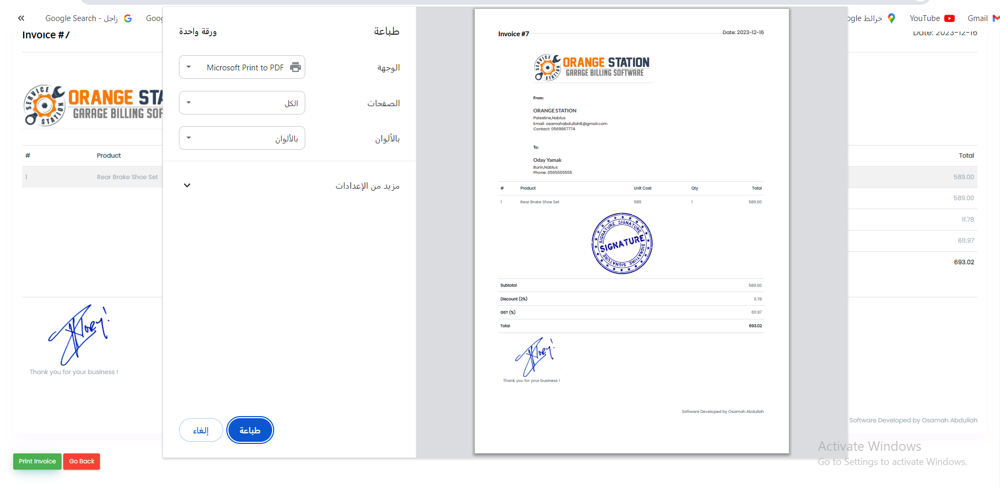 Google Search - زاجل
خرائط
YouTube
Gmail
Invoice #7
Date: 2023-12-16
SERVICE STATION
ORANGE
GARAGE BILLING
#
Product
Total
1
Rear Brake Shoe Set
589.00
589.00
11.78
611.97
693.02
Thank you for your business !
Software Developed by Osamah Abdullah
Print Invoice
Go Back
طباعة
ورقة واحدة
الوجهة
Microsoft Print to PDF
الصفحات
الكل
بالألوان
بالألوان
مزيد من الإعدادات
إلغاء
طباعة
Invoice #7
Date: 2023-12-16
SERVICE STATION
ORANGE STATION
GARAGE BILLING SOFTWARE
From:
ORANGE STATION
Palestine,Nablus
Email: osamahabdullah8@gmail.com
Contact: 0569667774
To:
Oday Yamak
Burin,Nablus
Phone: 0565555555
# Product Unit Cost Qty Total
1 Rear Brake Shoe Set 589 1 589.00
SIGNATURE SIGNATURE
SIGNATURE
SIGNATURE SIGNATURE SIGNATURE
Subtotal 589.00
Discount (2%) 11.78
GST (%) 611.97
Total 693.02
Thank you for your business !
Software Developed by Osamah Abdullah
Activate Windows
Go to Settings to activate Windows.